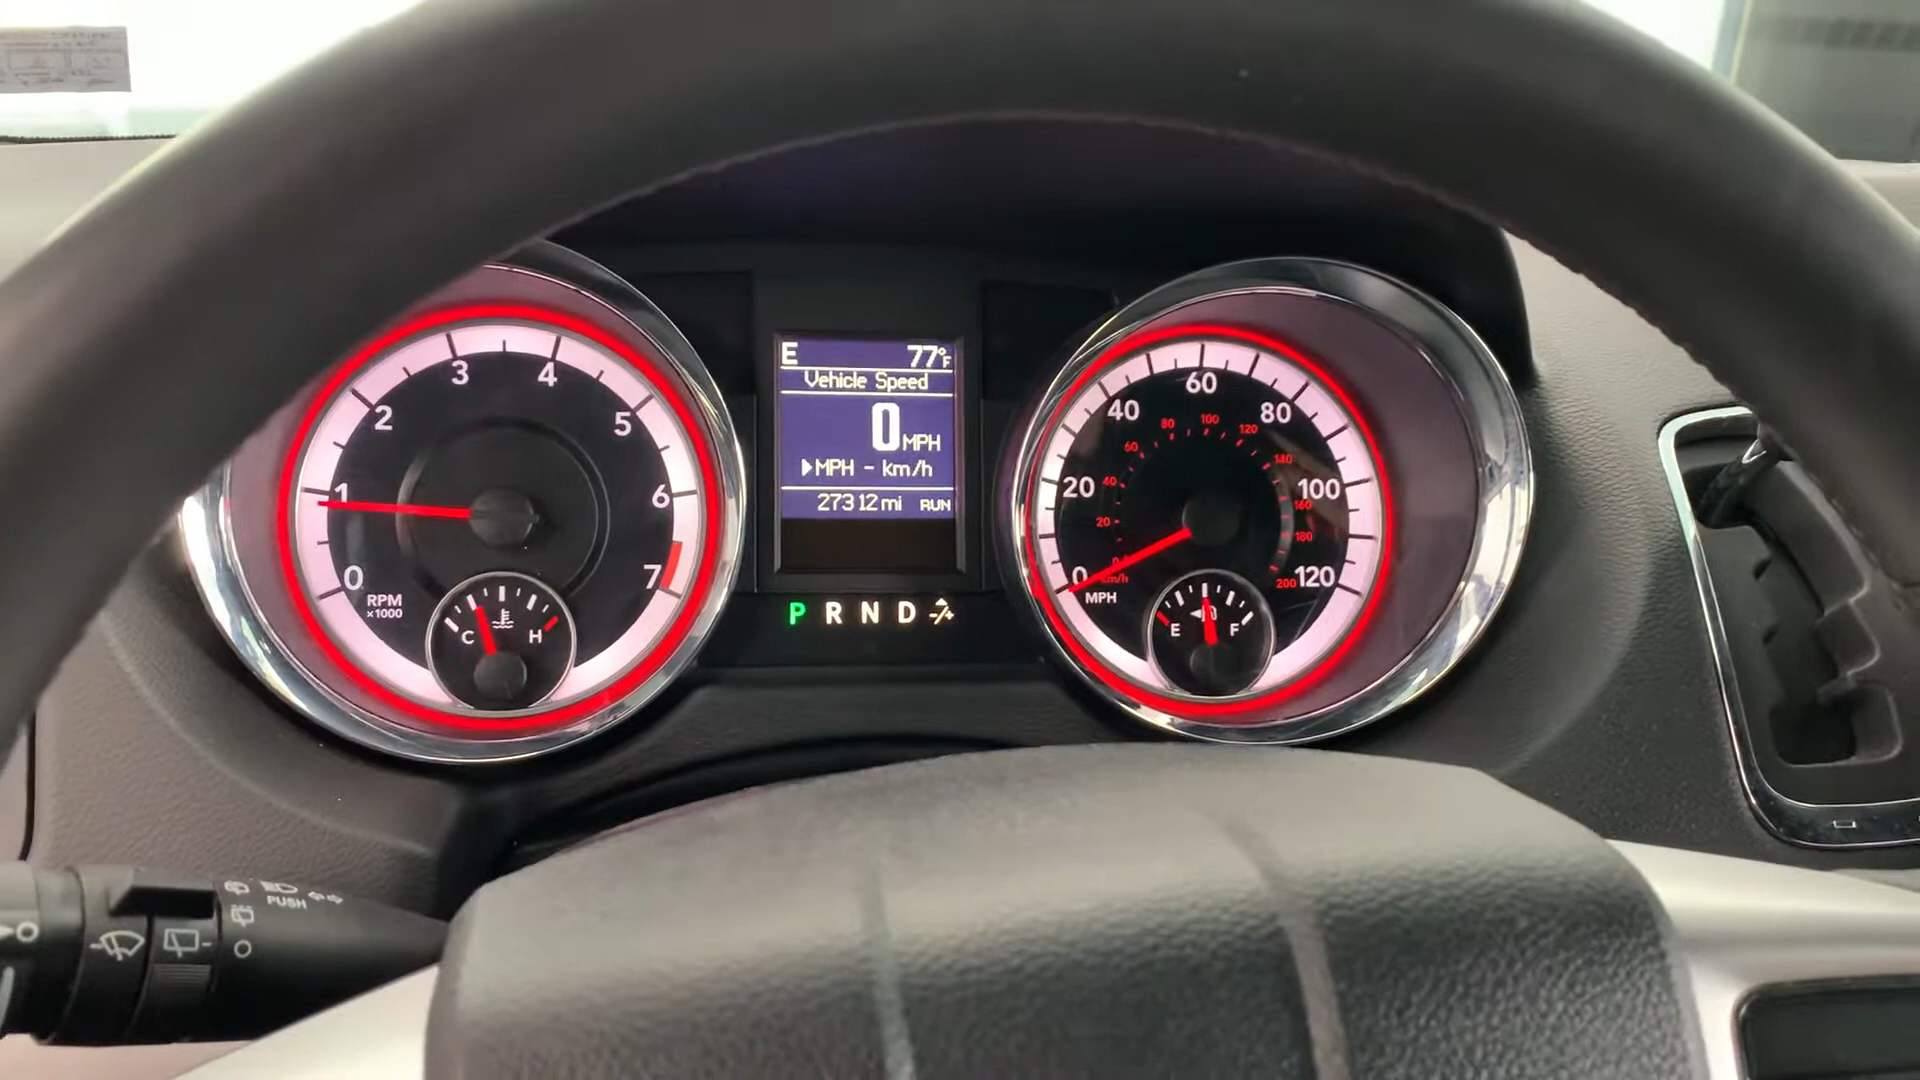 E 77°F
Vehicle Speed
0 MPH
▶MPH - km/h
27312 mi RUN
P R N D
0 1 2 3 4 5 6 7
RPM
×1000
C H
0 20 40 60 80 100 120
MPH
20 40 60 80 100 120 140 160 180 200
km/h
E F
PUSH